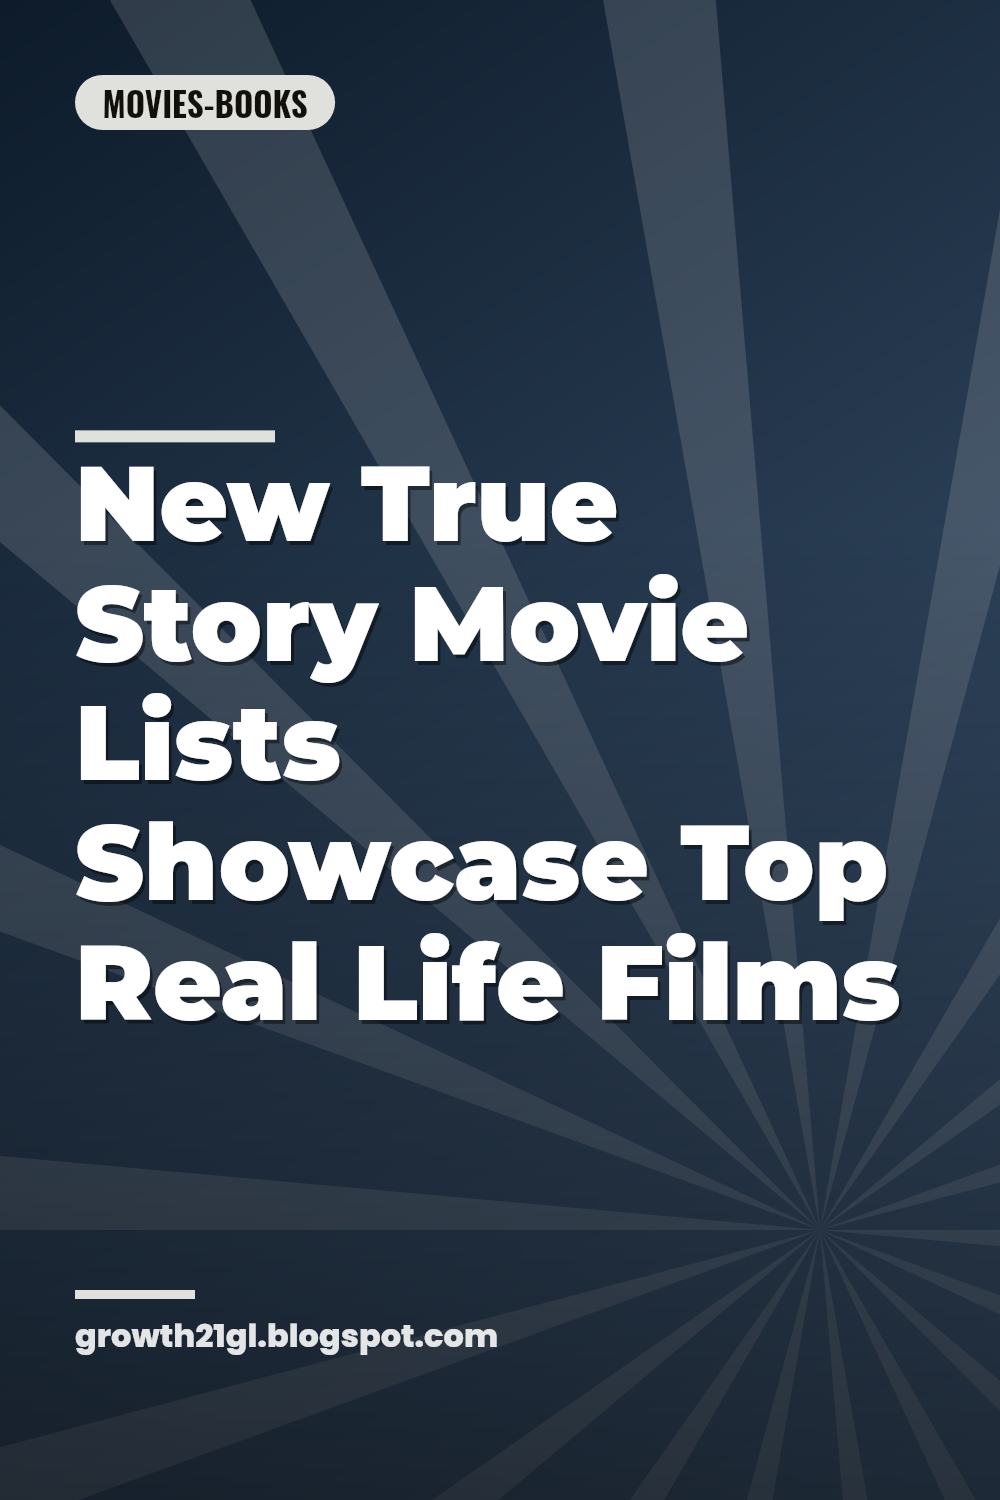 MOVIES-BOOKS
New True
Story Movie
Lists
Showcase Top
Real Life Films
growth21gl.blogspot.com